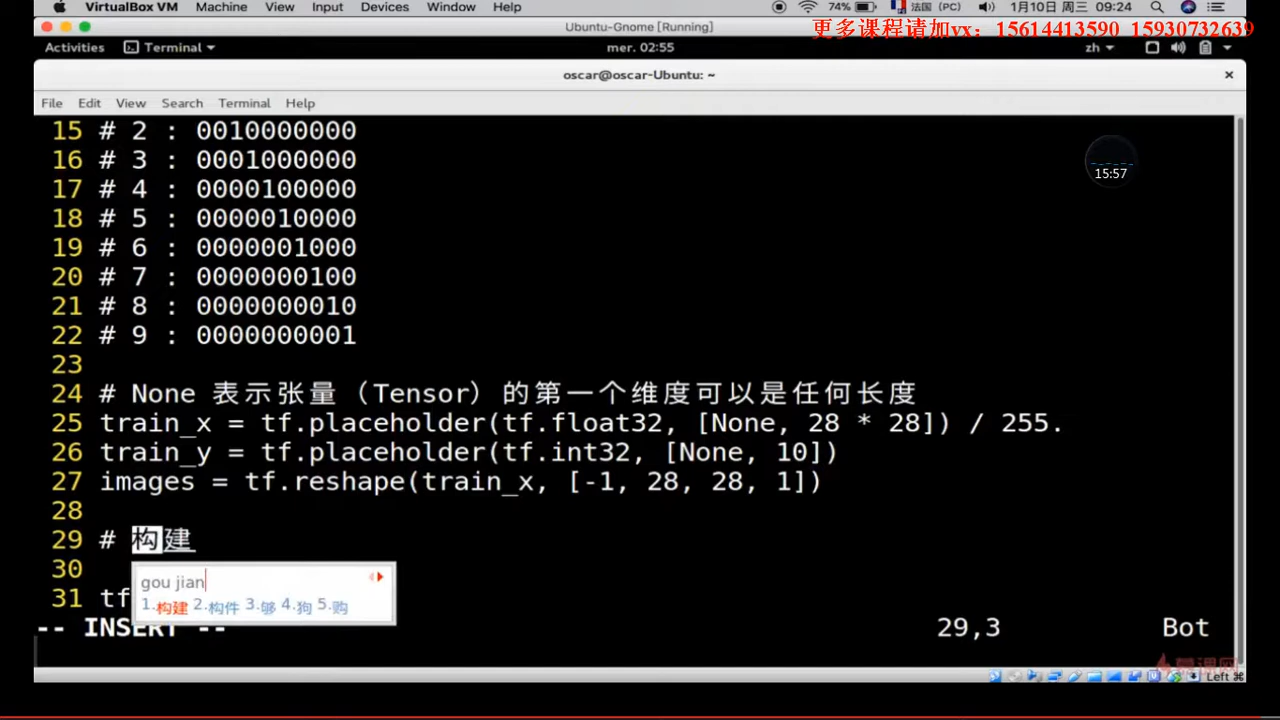 VirtualBox VM Machine View Input Devices Window Help 74% 法国 (PC) 1月10日 周三 09:24
Ubuntu-Gnome [Running]
更多课程请加vx：15614413590 15930732639
Activities Terminal mer. 02:55 zh
oscar@oscar-Ubuntu: ~
File Edit View Search Terminal Help
15 # 2 : 0010000000
16 # 3 : 0001000000
17 # 4 : 0000100000
18 # 5 : 0000010000
19 # 6 : 0000001000
20 # 7 : 0000000100
21 # 8 : 0000000010
22 # 9 : 0000000001
23
24 # None 表示张量（Tensor）的第一个维度可以是任何长度
25 train_x = tf.placeholder(tf.float32, [None, 28 * 28]) / 255.
26 train_y = tf.placeholder(tf.int32, [None, 10])
27 images = tf.reshape(train_x, [-1, 28, 28, 1])
28
29 # 构建
30
gou jian
31 tf
1.构建 2.构件 3.够 4.狗 5.购
-- INSERT -- 29,3 Bot
15:57
慕课网
Left ⌘